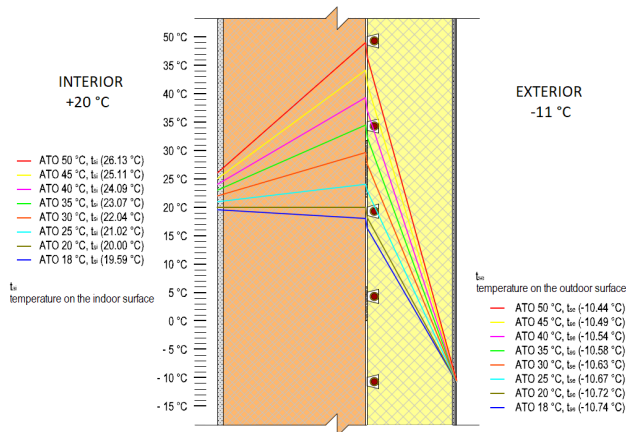 50 °C
45 °C
40 °C
35 °C
30 °C
25 °C
20 °C
15 °C
10 °C
5 °C
0 °C
- 5 °C
- 10 °C
- 15 °C
INTERIOR
+20 °C
ATO 50 °C, tsi (26.13 °C)
ATO 45 °C, tsi (25.11 °C)
ATO 40 °C, tsi (24.09 °C)
ATO 35 °C, tsi (23.07 °C)
ATO 30 °C, tsi (22.04 °C)
ATO 25 °C, tsi (21.02 °C)
ATO 20 °C, tsi (20.00 °C)
ATO 18 °C, tsi (19.59 °C)
tsi
temperature on the indoor surface
EXTERIOR
-11 °C
tse
temperature on the outdoor surface
ATO 50 °C, tse (-10.44 °C)
ATO 45 °C, tse (-10.49 °C)
ATO 40 °C, tse (-10.54 °C)
ATO 35 °C, tse (-10.58 °C)
ATO 30 °C, tse (-10.63 °C)
ATO 25 °C, tse (-10.67 °C)
ATO 20 °C, tse (-10.72 °C)
ATO 18 °C, tse (-10.74 °C)